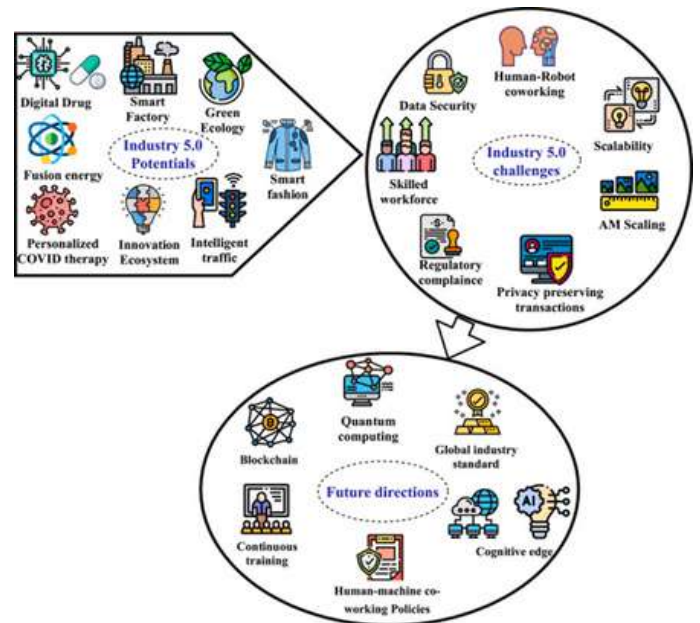 Digital Drug
Smart
Factory
Green
Ecology
Fusion energy
Industry 5.0
Potentials
Smart
fashion
Personalized
COVID therapy
Innovation
Ecosystem
Intelligent
traffic
Human-Robot
coworking
Data Security
Scalability
Skilled
workforce
Industry 5.0
challenges
AM Scaling
Regulatory
complaince
Privacy preserving
transactions
Quantum
computing
Global industry
standard
Blockchain
Future directions
AI
Continuous
training
Cognitive edge
Human-machine co-
working Policies